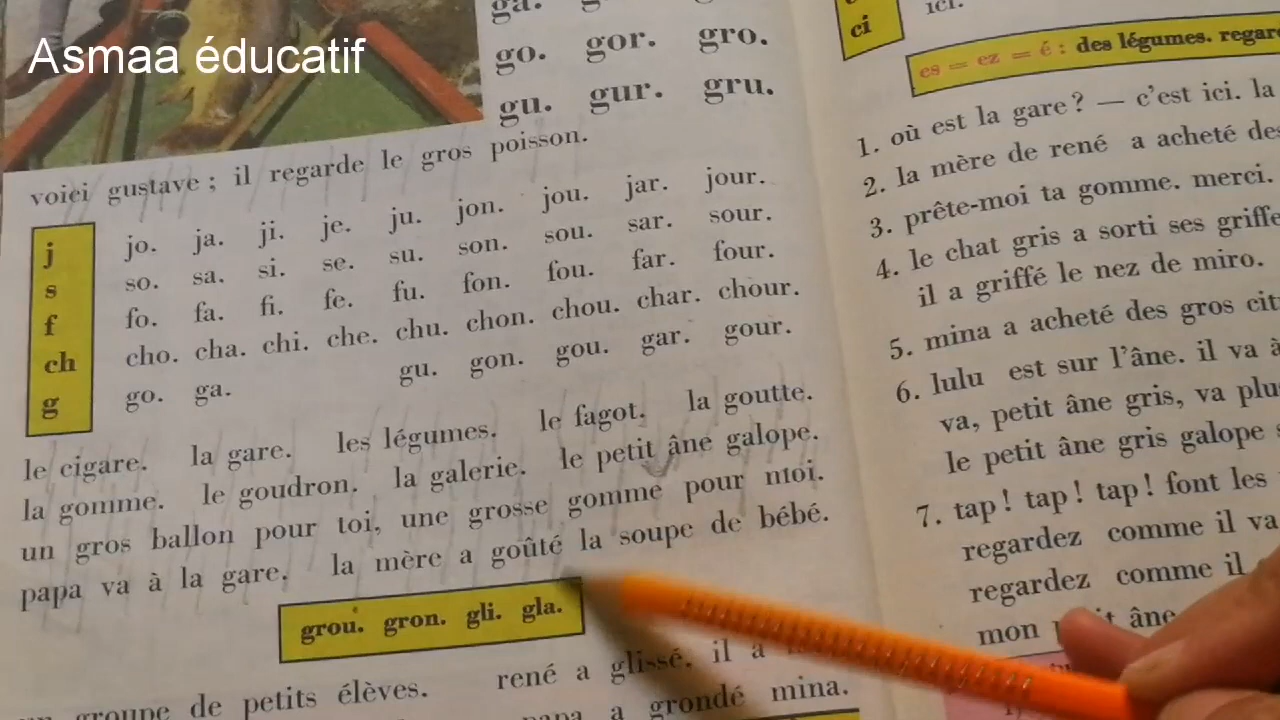 Asmaa éducatif
ga.
go. gor. gro.
gu. gur. gru.
voici gustave ; il regarde le gros poisson.
j jo. ja. ji. je. ju. jon. jou. jar. jour.
s so. sa. si. se. su. son. sou. sar. sour.
f fo. fa. fi. fe. fu. fon. fou. far. four.
ch cho. cha. chi. che. chu. chon. chou. char. chour.
g go. ga. gu. gon. gou. gar. gour.
le cigare. la gare. les légumes. le fagot. la goutte.
la gomme. le goudron. la galerie. le petit âne galope.
un gros ballon pour toi, une grosse gomme pour moi.
papa va à la gare. la mère a goûté la soupe de bébé.
grou. gron. gli. gla.
groupe de petits élèves. rené a glissé. il a
papa a grondé mina.
ci
ici.
es = ez = é : des légumes.
1. où est la gare ? — c'est ici. la
2. la mère de rené a acheté
3. prête-moi ta gomme. merci.
4. le chat gris a sorti ses
il a griffé le nez de miro.
5. mina a acheté des gros
6. lulu est sur l'âne. il va à
va, petit âne gris, va
le petit âne gris galope
7. tap ! tap ! tap ! font les
regardez comme il va
regardez comme il
mon âne